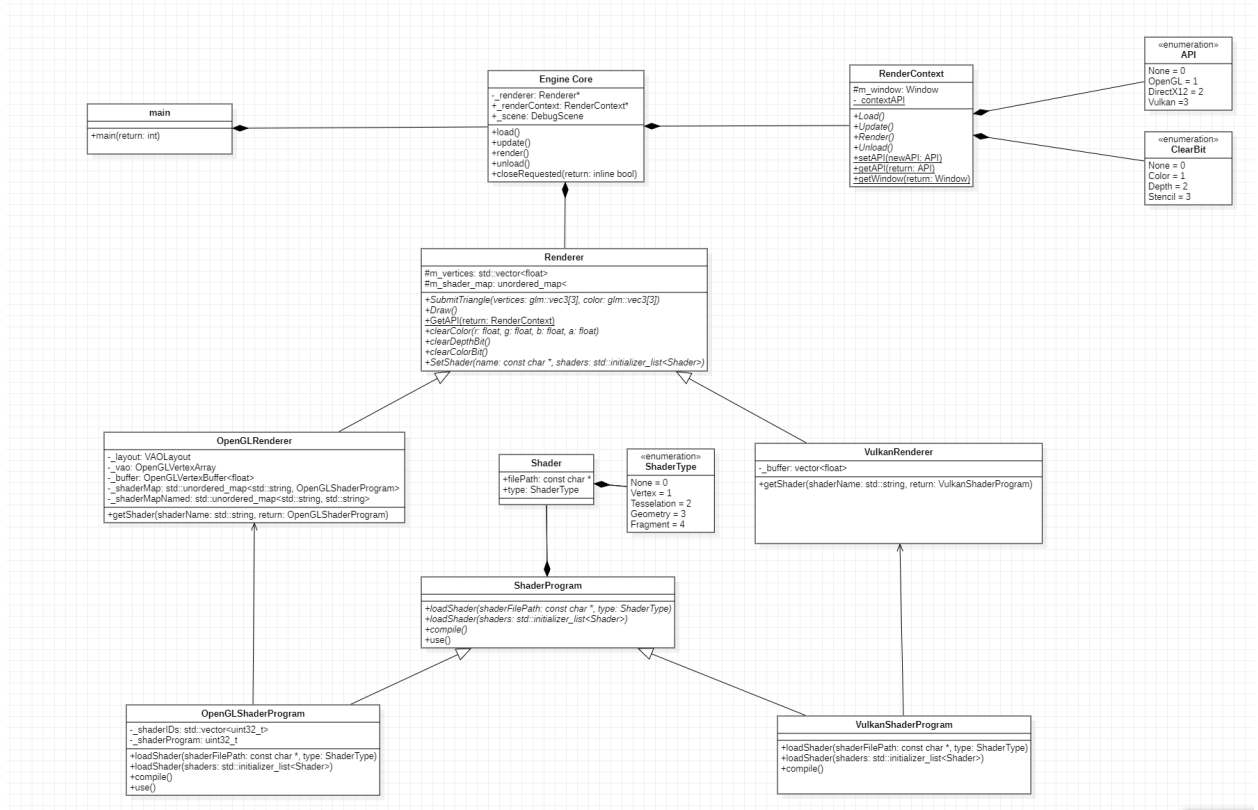 main
+main(return: int)
Engine Core
-_renderer: Renderer*
+_renderContext: RenderContext*
+_scene: DebugScene
+load()
+update()
+render()
+unload()
+closeRequested(return: inline bool)
RenderContext
#m_window: Window
-_contextAPI
+Load()
+Update()
+Render()
+Unload()
+setAPI(newAPI: API)
+getAPI(return: API)
+getWindow(return: Window)
«enumeration»
API
None = 0
OpenGL = 1
DirectX12 = 2
Vulkan =3
«enumeration»
ClearBit
None = 0
Color = 1
Depth = 2
Stencil = 3
Renderer
#m_vertices: std::vector<float>
#m_shader_map: unordered_map<
+SubmitTriangle(vertices: glm::vec3[3], color: glm::vec3[3])
+Draw()
+GetAPI(return: RenderContext)
+clearColor(r: float, g: float, b: float, a: float)
+clearDepthBit()
+clearColorBit()
+SetShader(name: const char *, shaders: std::initializer_list<Shader>)
OpenGLRenderer
-_layout: VAOLayout
-_vao: OpenGLVertexArray
-_buffer: OpenGLVertexBuffer<float>
-_shaderMap: std::unordered_map<std::string, OpenGLShaderProgram>
-_shaderMapNamed: std::unordered_map<std::string, std::string>
+getShader(shaderName: std::string, return: OpenGLShaderProgram)
Shader
+filePath: const char *
+type: ShaderType
«enumeration»
ShaderType
None = 0
Vertex = 1
Tesselation = 2
Geometry = 3
Fragment = 4
VulkanRenderer
-_buffer: vector<float>
+getShader(shaderName: std::string, return: VulkanShaderProgram)
ShaderProgram
+loadShader(shaderFilePath: const char *, type: ShaderType)
+loadShader(shaders: std::initializer_list<Shader>)
+compile()
+use()
OpenGLShaderProgram
-_shaderIDs: std::vector<uint32_t>
-_shaderProgram: uint32_t
+loadShader(shaderFilePath: const char *, type: ShaderType)
+loadShader(shaders: std::initializer_list<Shader>)
+compile()
+use()
VulkanShaderProgram
+loadShader(shaderFilePath: const char *, type: ShaderType)
+loadShader(shaders: std::initializer_list<Shader>)
+compile()